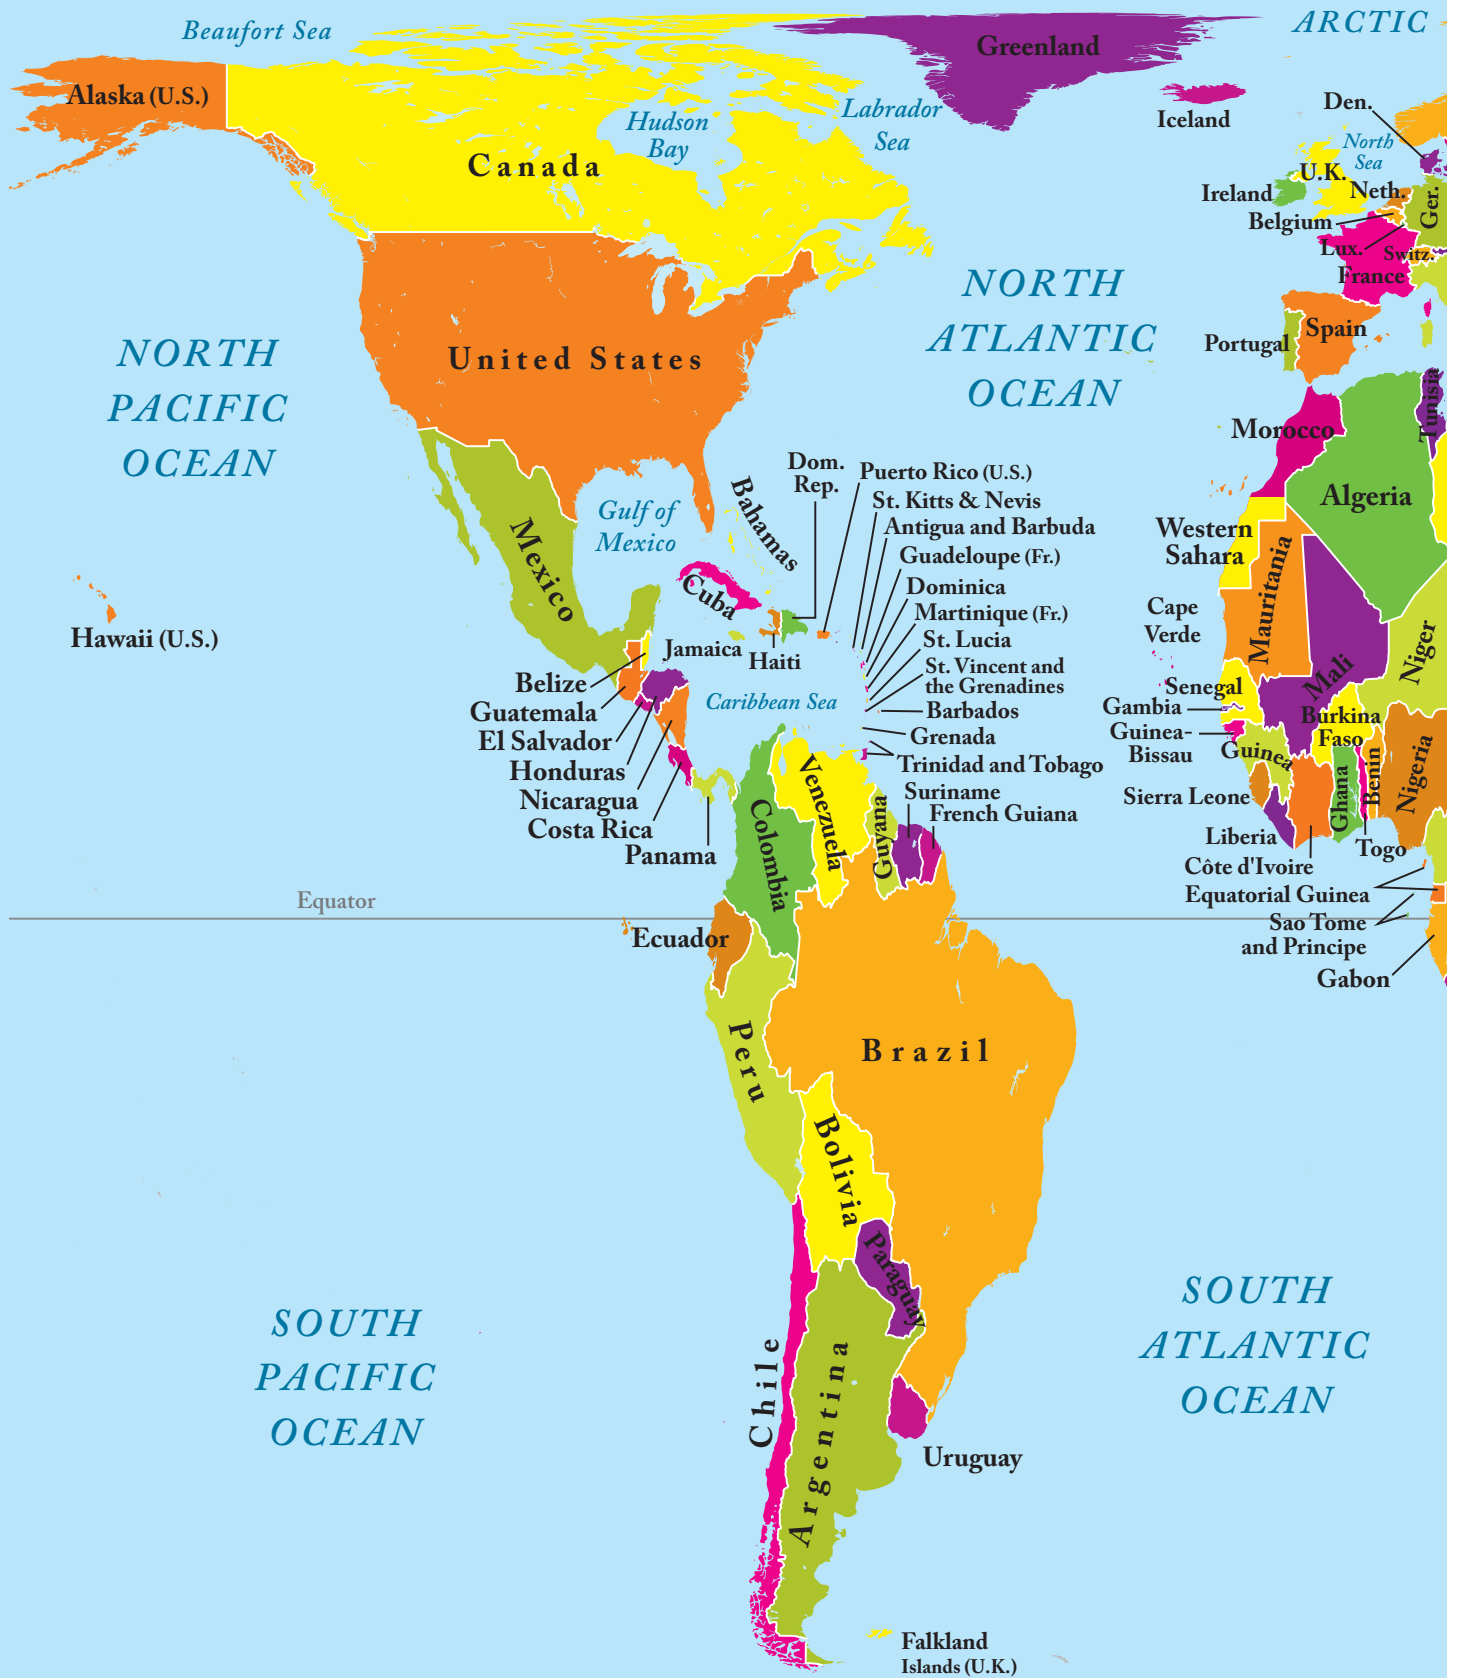 Beaufort Sea
ARCTIC
Greenland
Alaska (U.S.)
Iceland
Den.
Labrador
Sea
Hudson
Bay
North
Sea
Canada
U.K.
Ireland
Neth.
Ger.
Belgium
Lux.
Switz.
France
NORTH
ATLANTIC
OCEAN
NORTH
PACIFIC
OCEAN
United States
Spain
Portugal
Tunisia
Morocco
Algeria
Dom.
Rep.
Puerto Rico (U.S.)
St. Kitts & Nevis
Antigua and Barbuda
Guadeloupe (Fr.)
Dominica
Martinique (Fr.)
St. Lucia
St. Vincent and
the Grenadines
Barbados
Grenada
Trinidad and Tobago
Bahamas
Gulf of
Mexico
Mexico
Cuba
Western
Sahara
Mauritania
Cape
Verde
Hawaii (U.S.)
Jamaica
Haiti
Caribbean Sea
Belize
Guatemala
El Salvador
Honduras
Nicaragua
Costa Rica
Panama
Mali
Niger
Senegal
Gambia
Guinea-
Bissau
Guinea
Burkina
Faso
Sierra Leone
Liberia
Ghana
Benin
Nigeria
Togo
Côte d'Ivoire
Equatorial Guinea
Sao Tome
and Principe
Gabon
Venezuela
Guyana
Suriname
French Guiana
Colombia
Equator
Ecuador
Peru
Brazil
Bolivia
Paraguay
SOUTH
PACIFIC
OCEAN
SOUTH
ATLANTIC
OCEAN
Chile
Argentina
Uruguay
Falkland
Islands (U.K.)